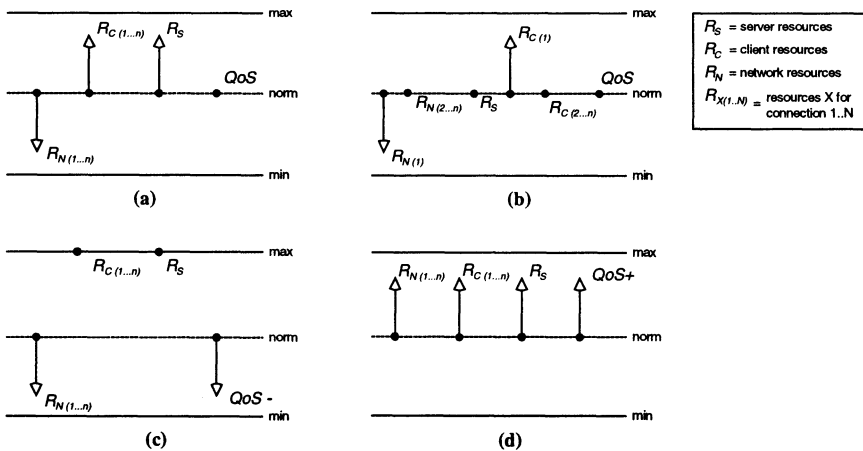 max
R_C (1...n)
R_S
QoS
norm
R_N (1...n)
min
(a)
max
R_C (1)
QoS
norm
R_N (2...n)
R_S
R_C (2...n)
R_N (1)
min
(b)
R_S = server resources
R_C = client resources
R_N = network resources
R_X(1..N) = resources X for
connection 1..N
max
R_C (1...n)
R_S
norm
R_N (1...n)
QoS -
min
(c)
max
R_N (1...n)
R_C (1...n)
R_S
QoS+
norm
min
(d)